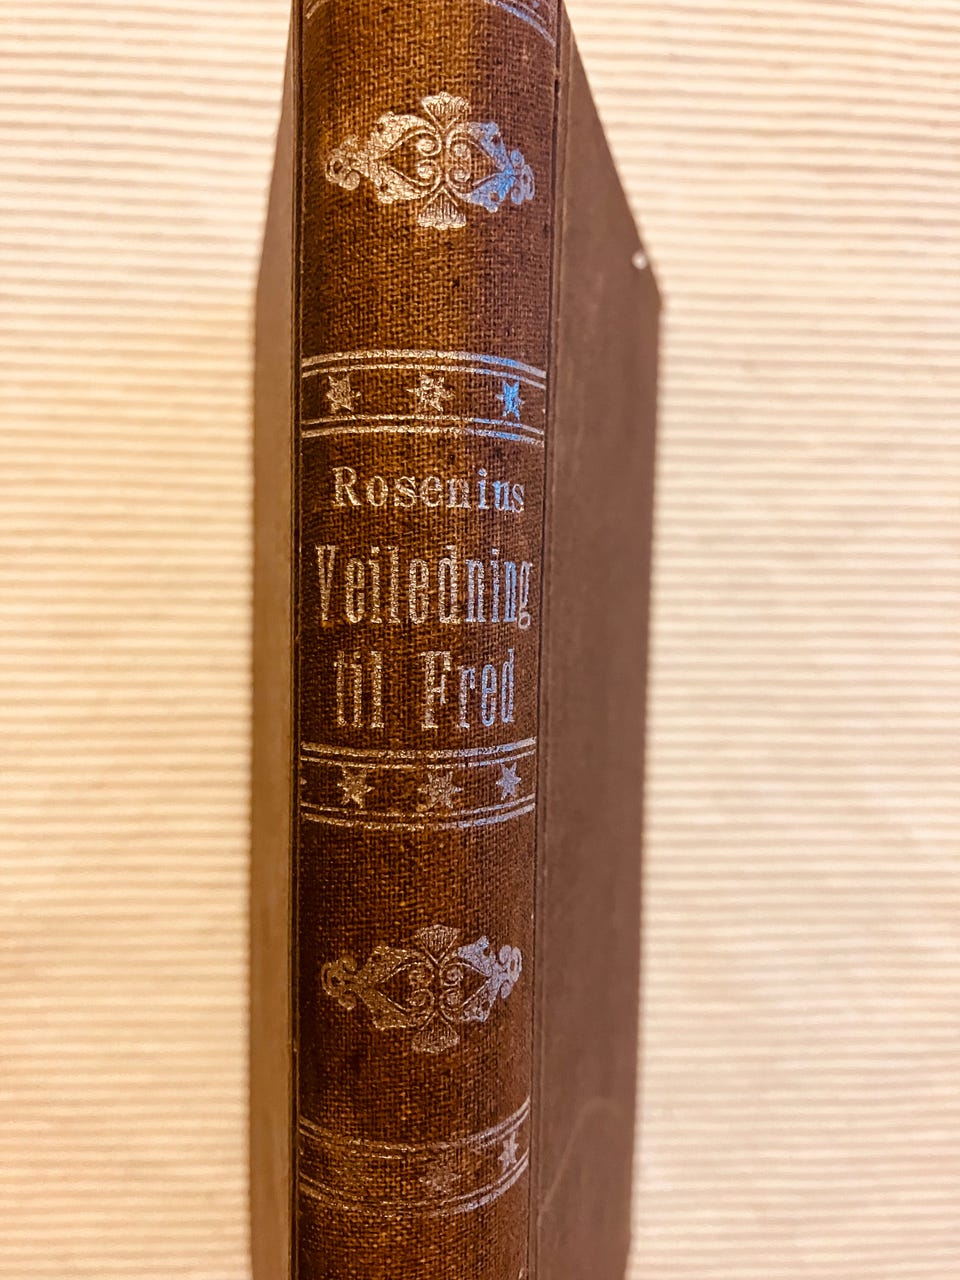 Rosenius
Veiledning
til Fred